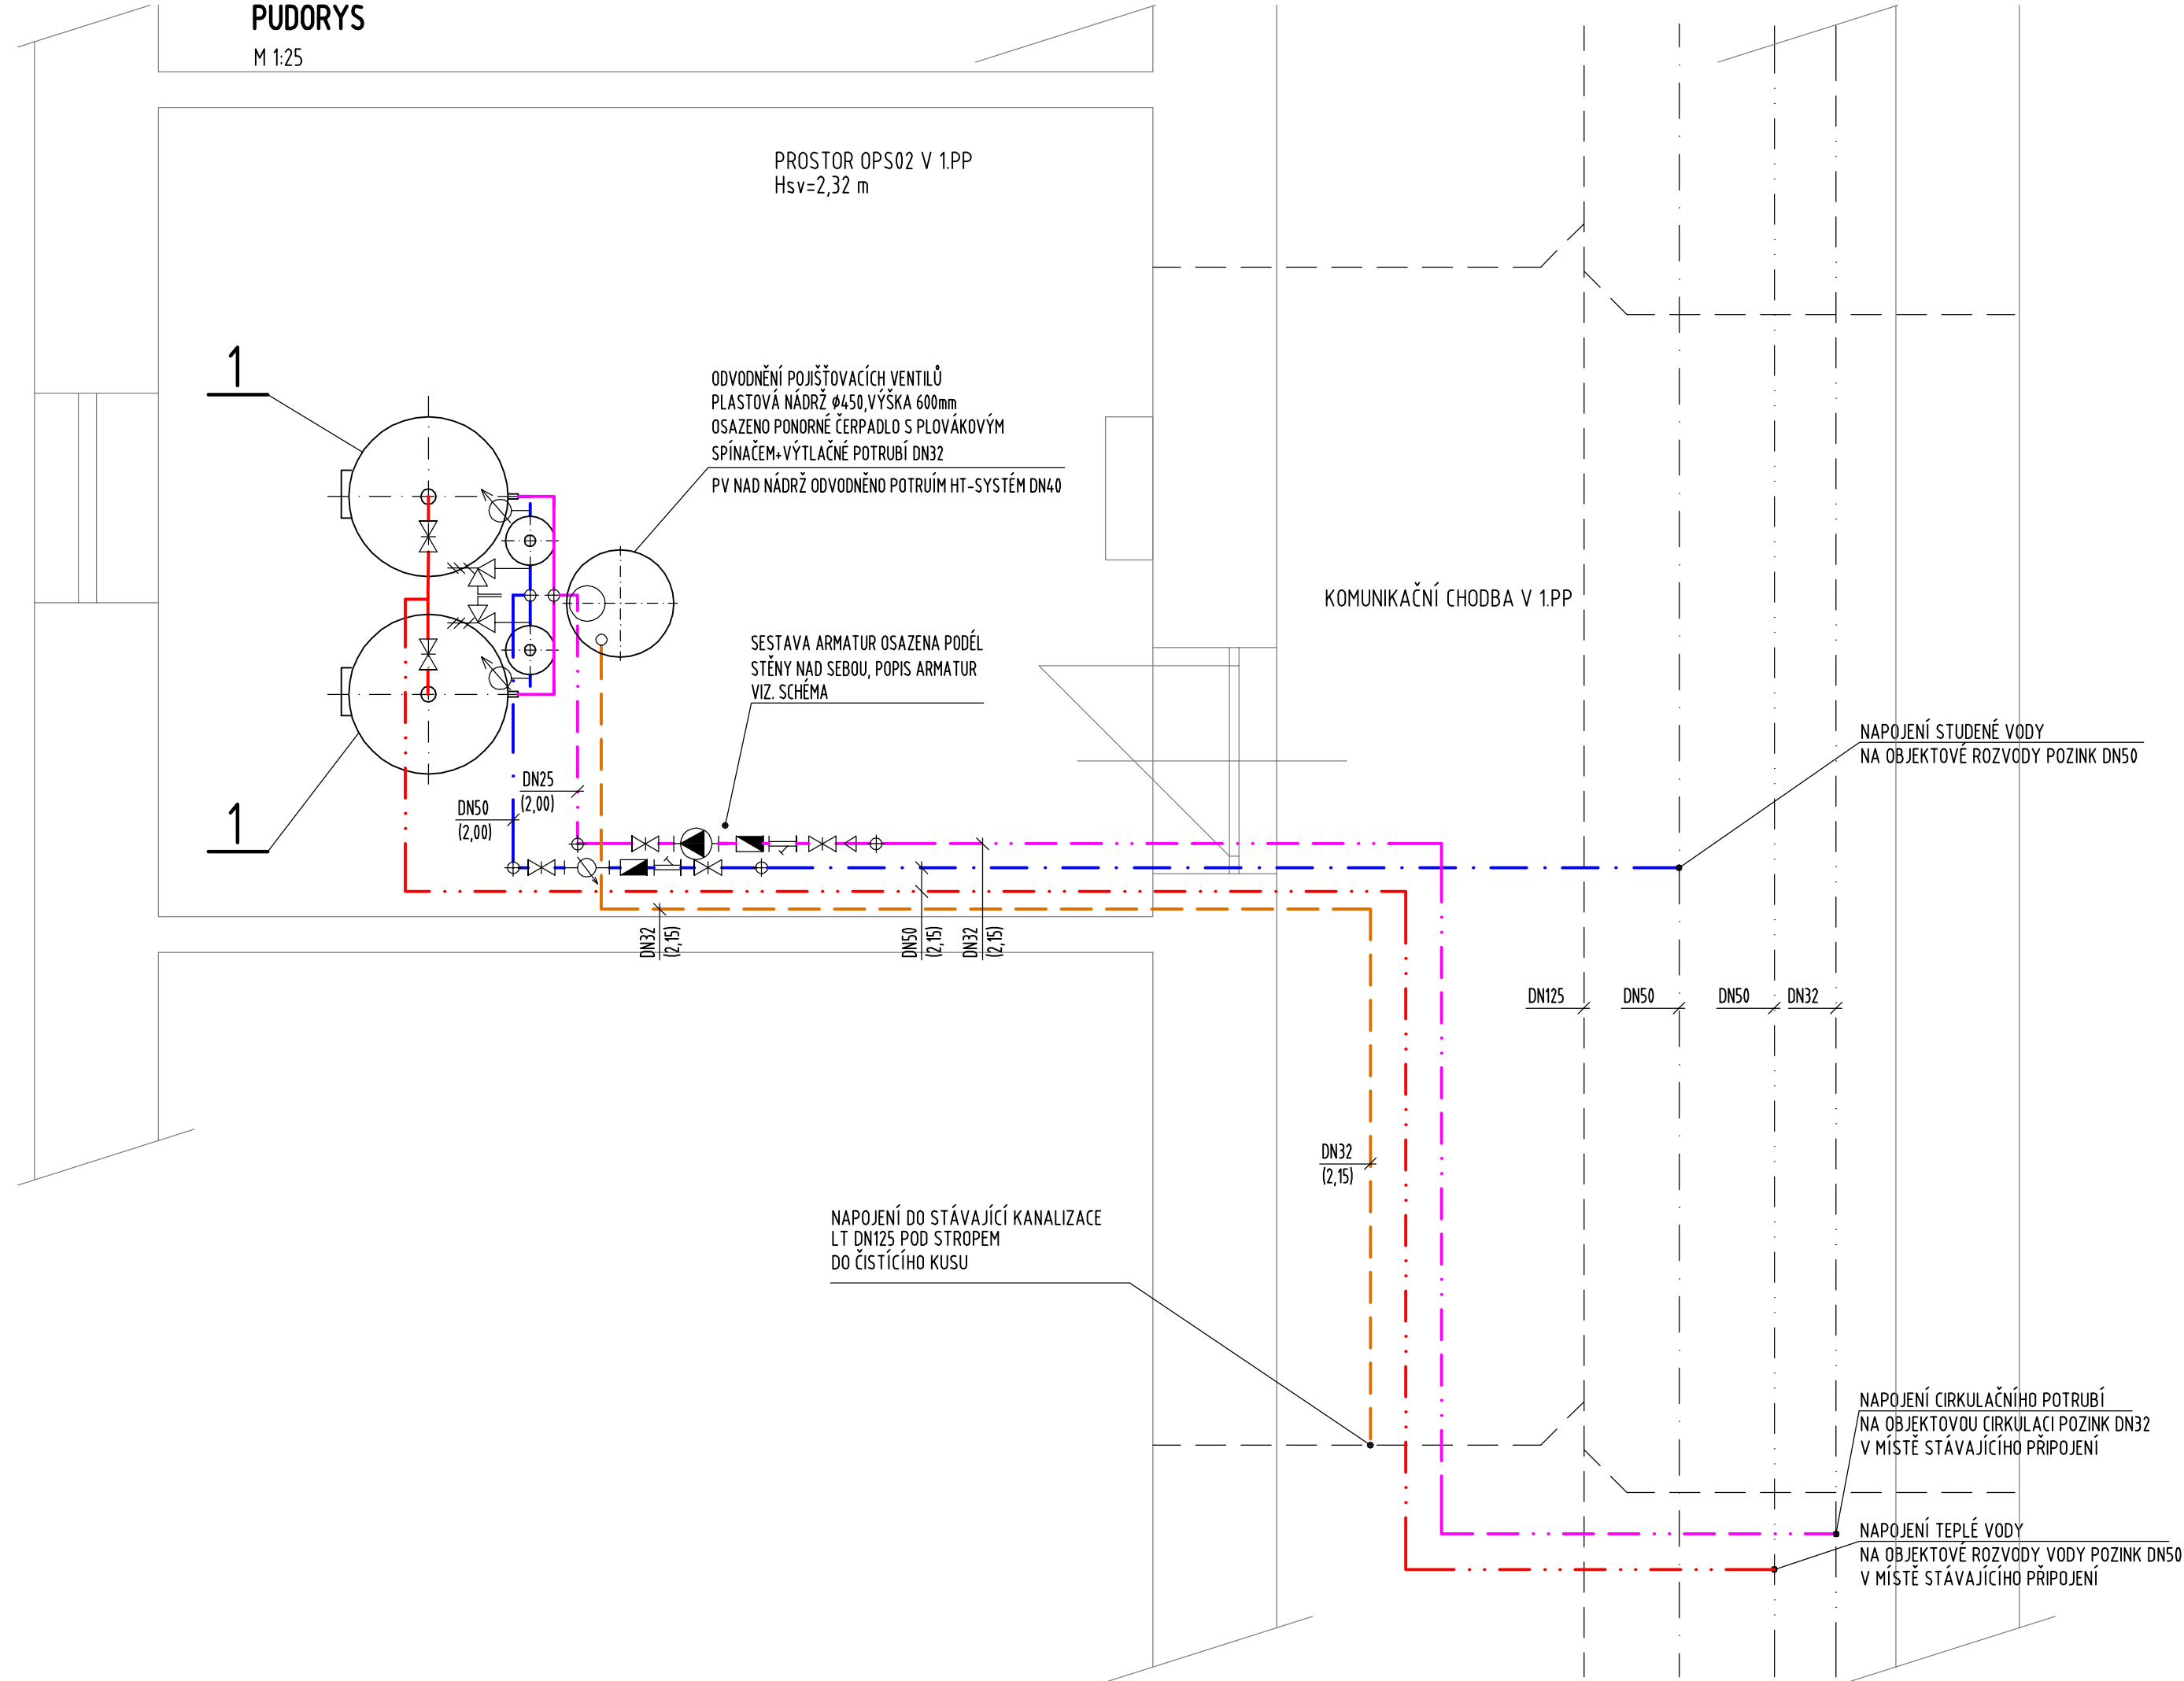 PUDORYS
M 1:25
PROSTOR OPS02 V 1.PP
Hsv=2,32 m
1
ODVODNĚNÍ POJIŠŤOVACÍCH VENTILŮ
PLASTOVÁ NÁDRŽ Ø450,VÝŠKA 600mm
OSAZENO PONORNÉ ČERPADLO S PLOVÁKOVÝM
SPÍNAČEM+VÝTLAČNÉ POTRUBÍ DN32
PV NAD NÁDRŽ ODVODNĚNO POTRUÍM HT-SYSTÉM DN40
KOMUNIKAČNÍ CHODBA V 1.PP
SESTAVA ARMATUR OSAZENA PODÉL
STĚNY NAD SEBOU, POPIS ARMATUR
VIZ. SCHÉMA
NAPOJENÍ STUDENÉ VODY
NA OBJEKTOVÉ ROZVODY POZINK DN50
DN25
(2,00)
DN50
(2,00)
1
DN32
(2,15)
DN50
(2,15)
DN32
(2,15)
DN125
DN50
DN50
DN32
DN32
(2,15)
NAPOJENÍ DO STÁVAJÍCÍ KANALIZACE
LT DN125 POD STROPEM
DO ČISTÍCÍHO KUSU
NAPOJENÍ CIRKULAČNÍHO POTRUBÍ
NA OBJEKTOVOU CIRKULACI POZINK DN32
V MÍSTĚ STÁVAJÍCÍHO PŘIPOJENÍ
NAPOJENÍ TEPLÉ VODY
NA OBJEKTOVÉ ROZVODY VODY POZINK DN50
V MÍSTĚ STÁVAJÍCÍHO PŘIPOJENÍ